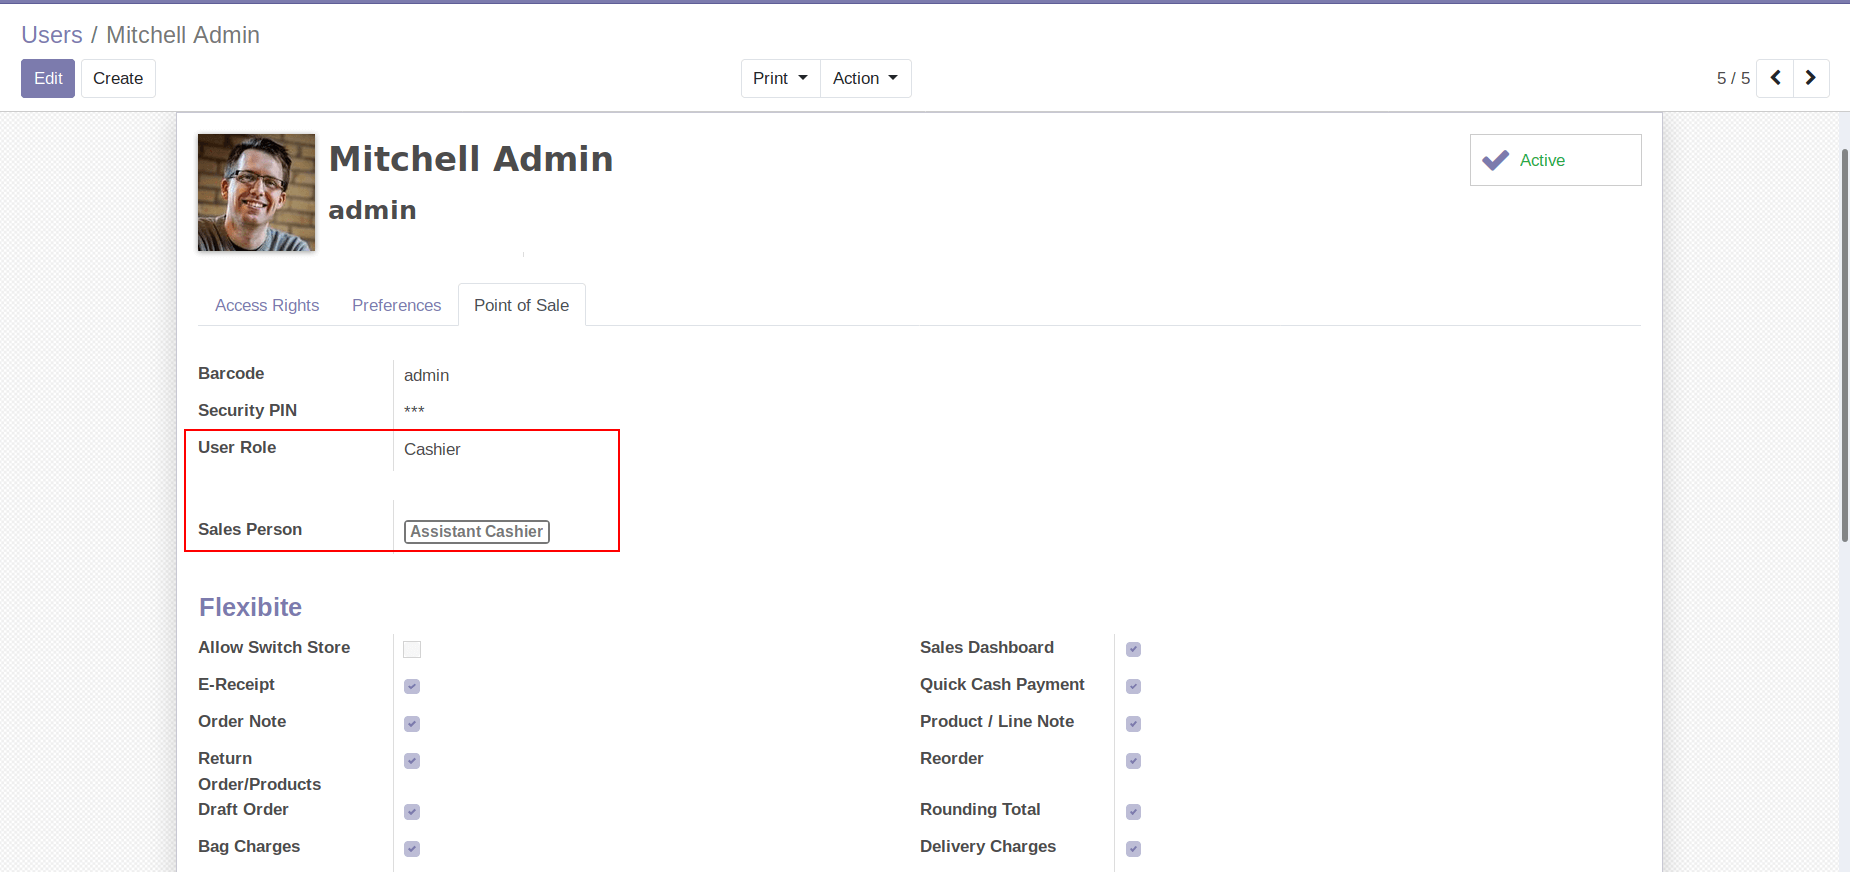 Users / Mitchell Admin
Edit Create Print Action 5 / 5
Mitchell Admin
Active
admin
Access Rights Preferences Point of Sale
Barcode admin
Security PIN ***
User Role Cashier
Sales Person Assistant Cashier
Flexibite
Allow Switch Store Sales Dashboard
E-Receipt Quick Cash Payment
Order Note Product / Line Note
Return Reorder
Order/Products
Draft Order Rounding Total
Bag Charges Delivery Charges